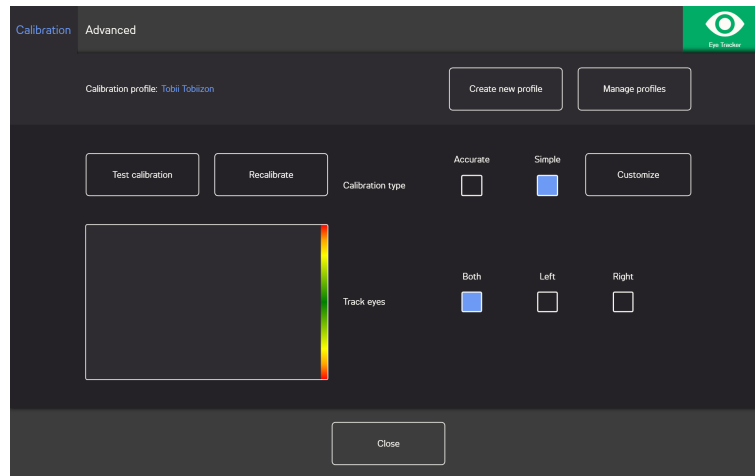 Calibration Advanced
Eye Tracker
Calibration profile: Tobii Tobiizon
Create new profile
Manage profiles
Test calibration
Recalibrate
Calibration type
Accurate
Simple
Customize
Track eyes
Both
Left
Right
Close